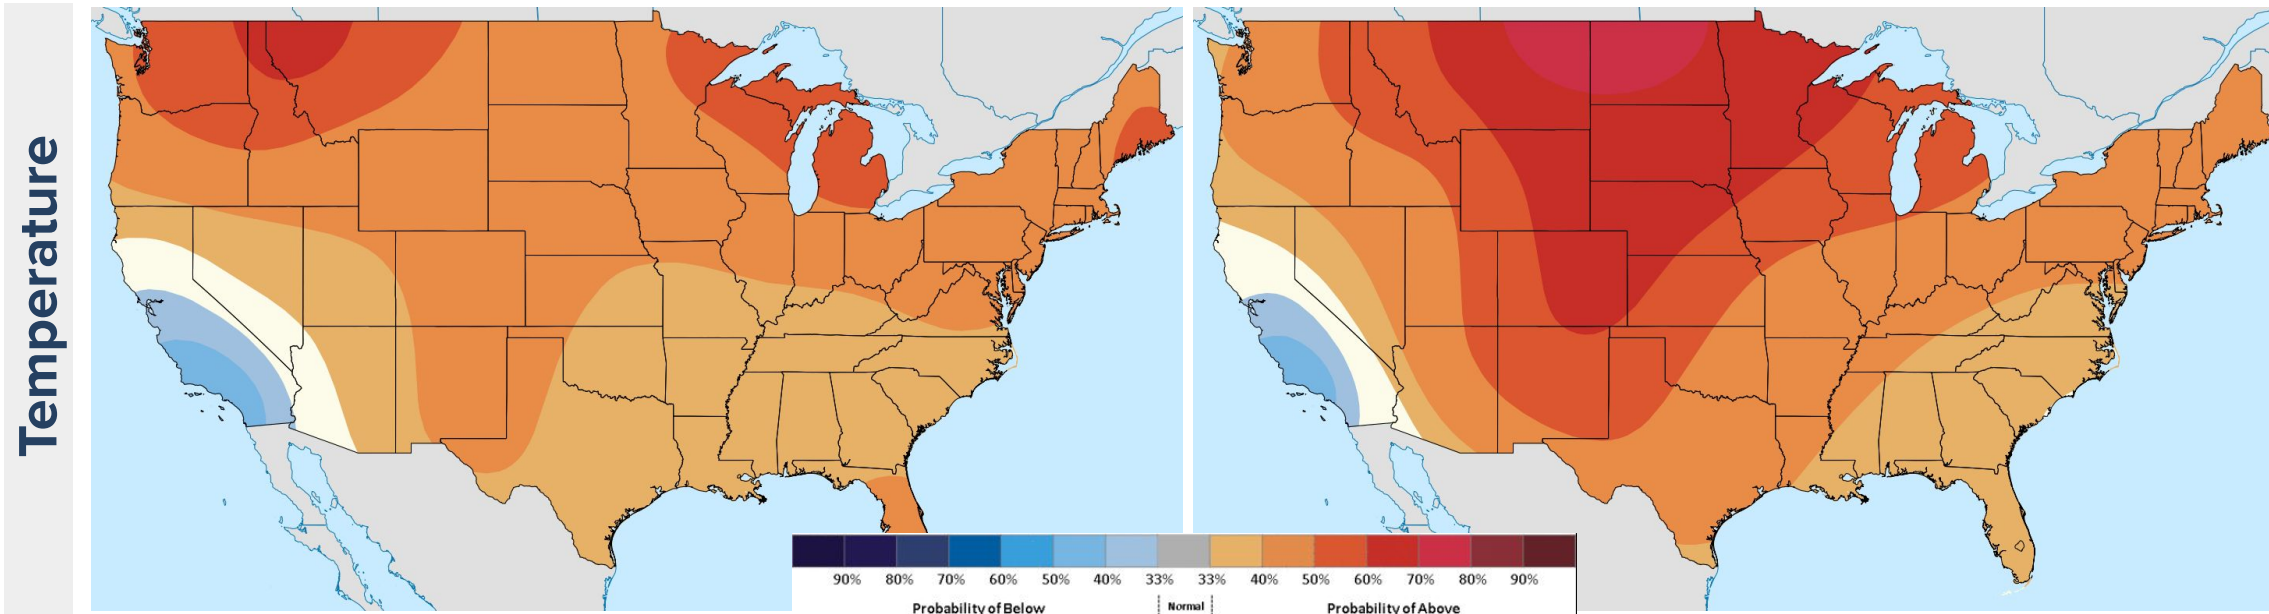 Temperature
90% 80% 70% 60% 50% 40% 33% 33% 40% 50% 60% 70% 80% 90%
Probability of Below Normal Probability of Above